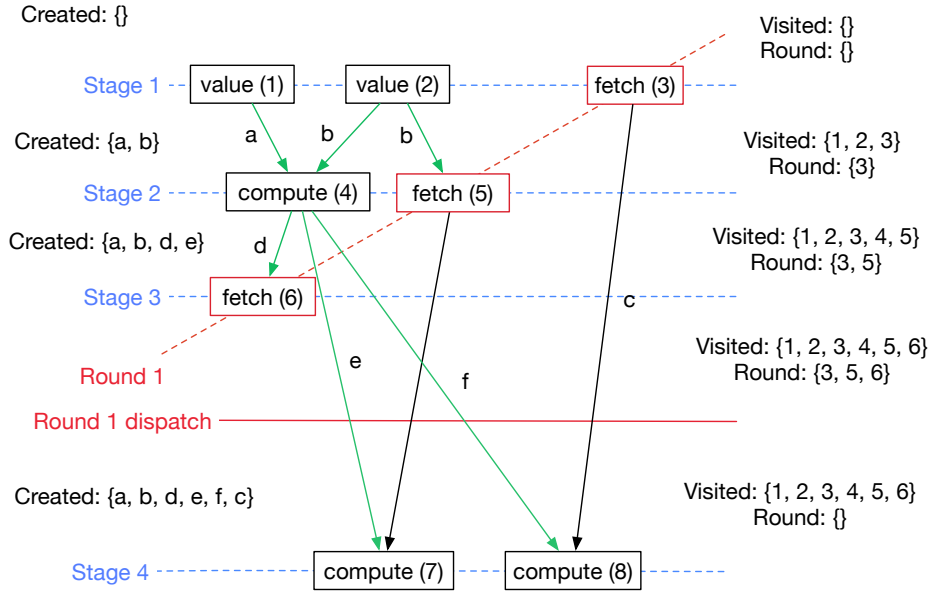 Created: {}
Visited: {}
Round: {}
Stage 1
value (1)
value (2)
fetch (3)
a
b
b
Created: {a, b}
Visited: {1, 2, 3}
Round: {3}
Stage 2
compute (4)
fetch (5)
Created: {a, b, d, e}
d
Visited: {1, 2, 3, 4, 5}
Round: {3, 5}
Stage 3
fetch (6)
c
Visited: {1, 2, 3, 4, 5, 6}
Round: {3, 5, 6}
e
f
Round 1
Round 1 dispatch
Created: {a, b, d, e, f, c}
Visited: {1, 2, 3, 4, 5, 6}
Round: {}
Stage 4
compute (7)
compute (8)